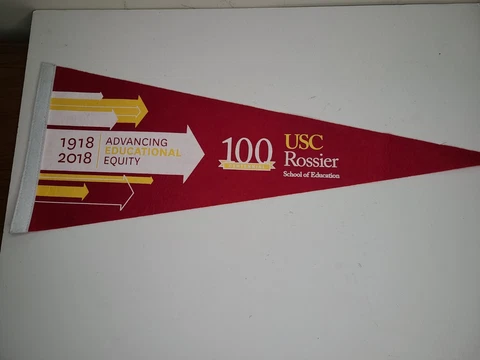 1918
2018
ADVANCING
EDUCATIONAL
EQUITY
100
USC
Rossier
School of Education